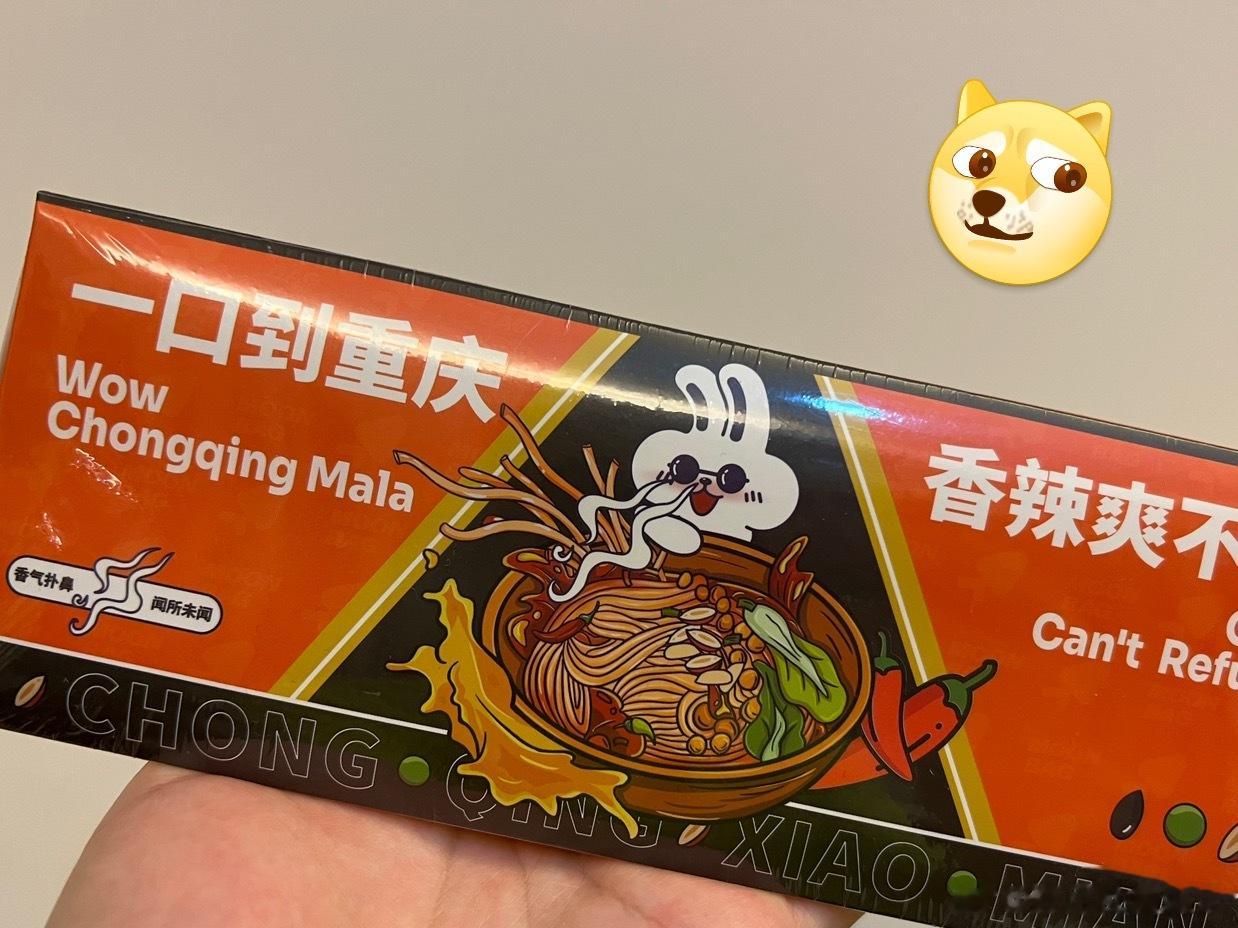 一口到重庆
Wow
Chongqing Mala
香气扑鼻
闻所未闻
香辣爽不
Can't Refu
CHONG QING XIAO MIAN